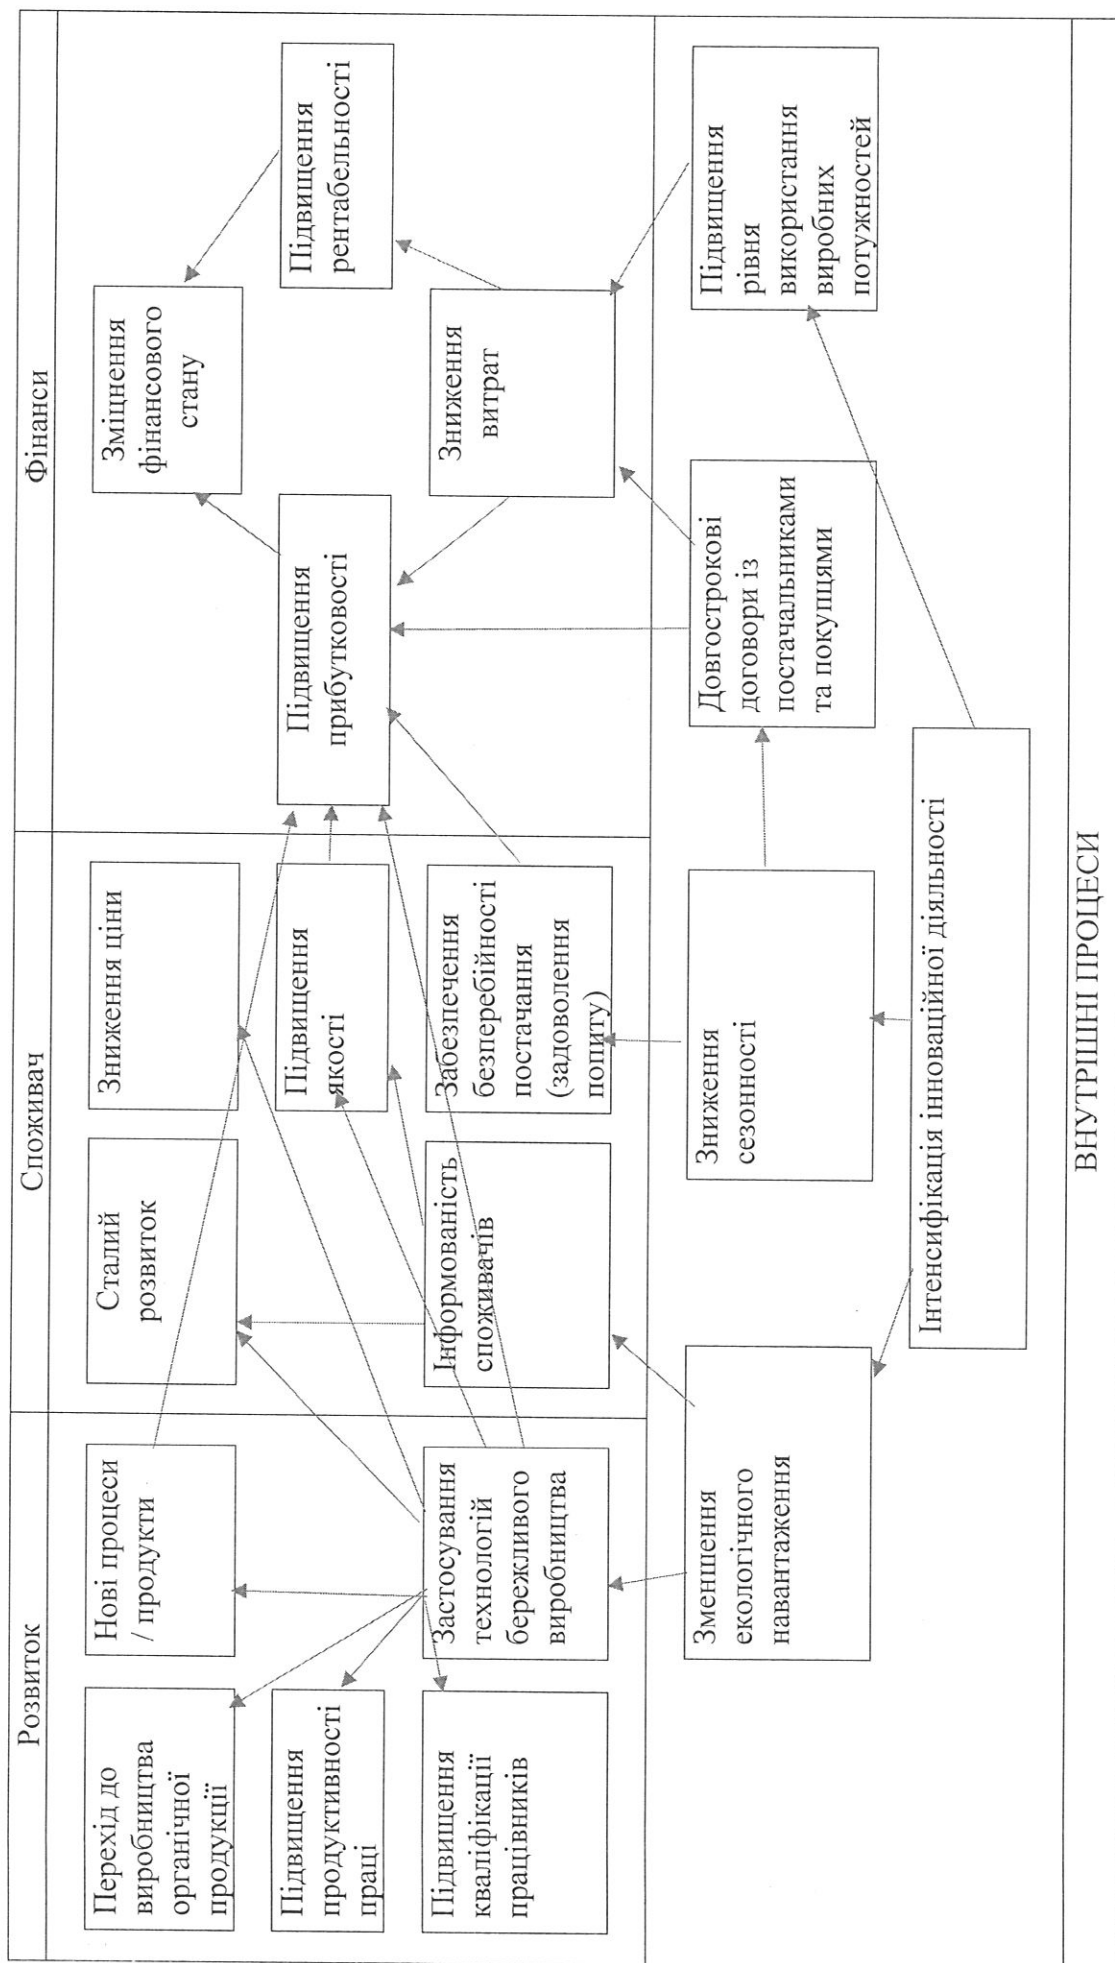 Розвиток
Споживач
Фінанси
Перехід до
виробництва
органічної
продукції
Нові процеси
/ продукти
Сталий
розвиток
Зниження ціни
Зміцнення
фінансового
стану
Підвищення
продуктивності
праці
Підвищення
якості
Підвищення
прибутковості
Підвищення
рентабельності
Підвищення
кваліфікації
працівників
Застосування
технологій
бережливого
виробництва
Інформованість
споживачів
Забезпечення
безперебійності
постачання
(задоволення
попиту)
Зниження
витрат
Зменшення
екологічного
навантаження
Зниження
сезонності
Довгострокові
договори із
постачальниками
та покупцями
Підвищення
рівня
використання
виробних
потужностей
Інтенсифікація інноваційної діяльності
ВНУТРІШНІ ПРОЦЕСИ